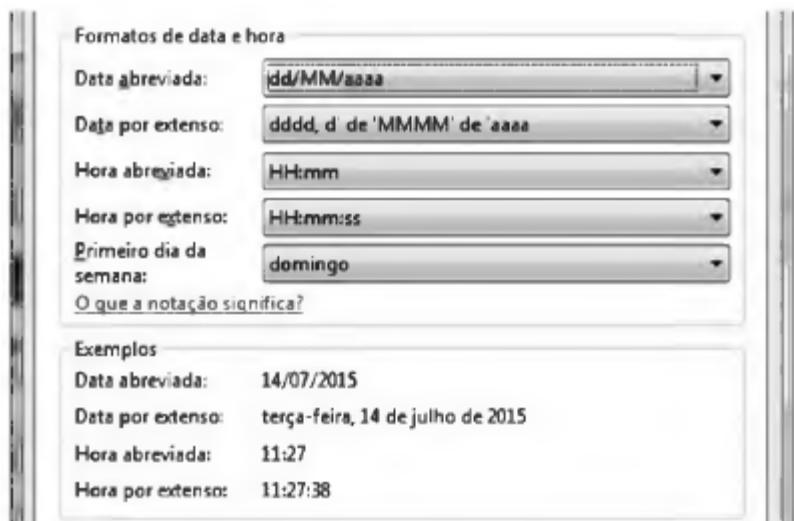 Formatos de data e hora
Data abreviada: dd/MM/aaaa
Data por extenso: dddd, d' de 'MMMM' de 'aaaa
Hora abreviada: HH:mm
Hora por extenso: HH:mm:ss
Primeiro dia da
semana: domingo
O que a notação significa?
Exemplos
Data abreviada: 14/07/2015
Data por extenso: terça-feira, 14 de julho de 2015
Hora abreviada: 11:27
Hora por extenso: 11:27:38